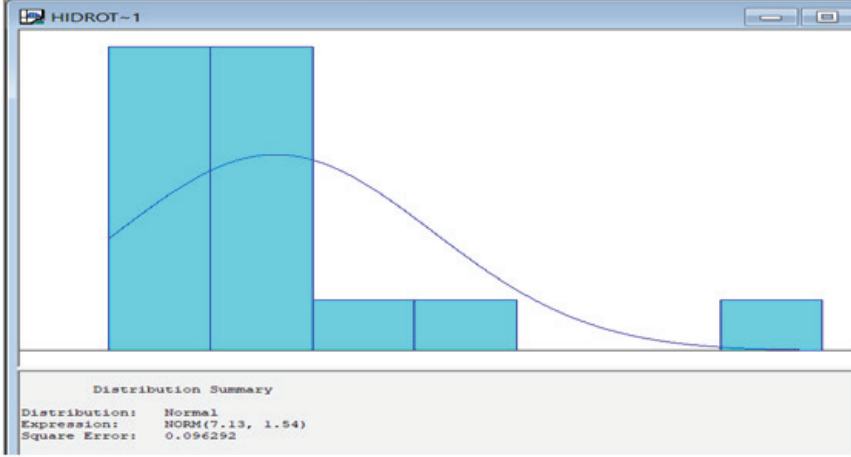 HIDROT~1
Distribution Summary
Distribution: Normal
Expression: NORM(7.13, 1.54)
Square Error: 0.096292